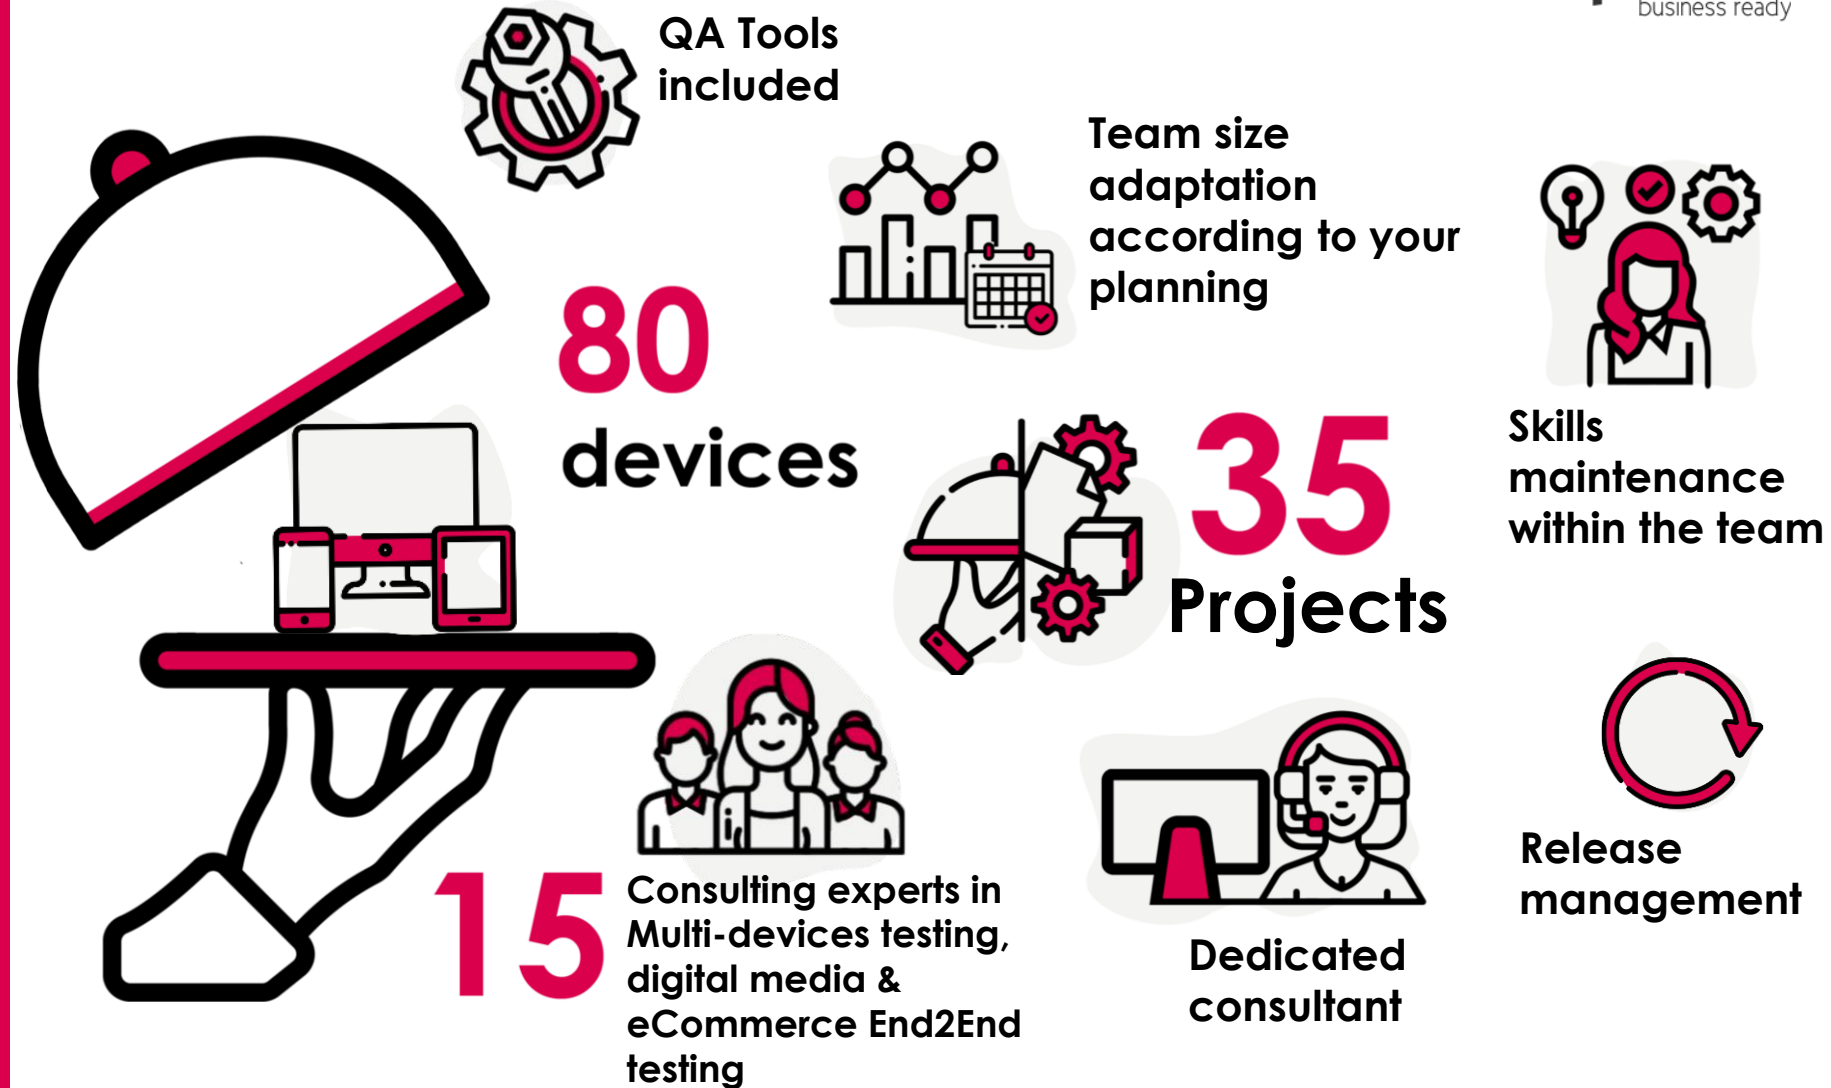 business ready
QA Tools
included
Team size
adaptation
according to your
planning
80
devices
35
Projects
Skills
maintenance
within the team
15
Consulting experts in
Multi-devices testing,
digital media &
eCommerce End2End
testing
Dedicated
consultant
Release
management